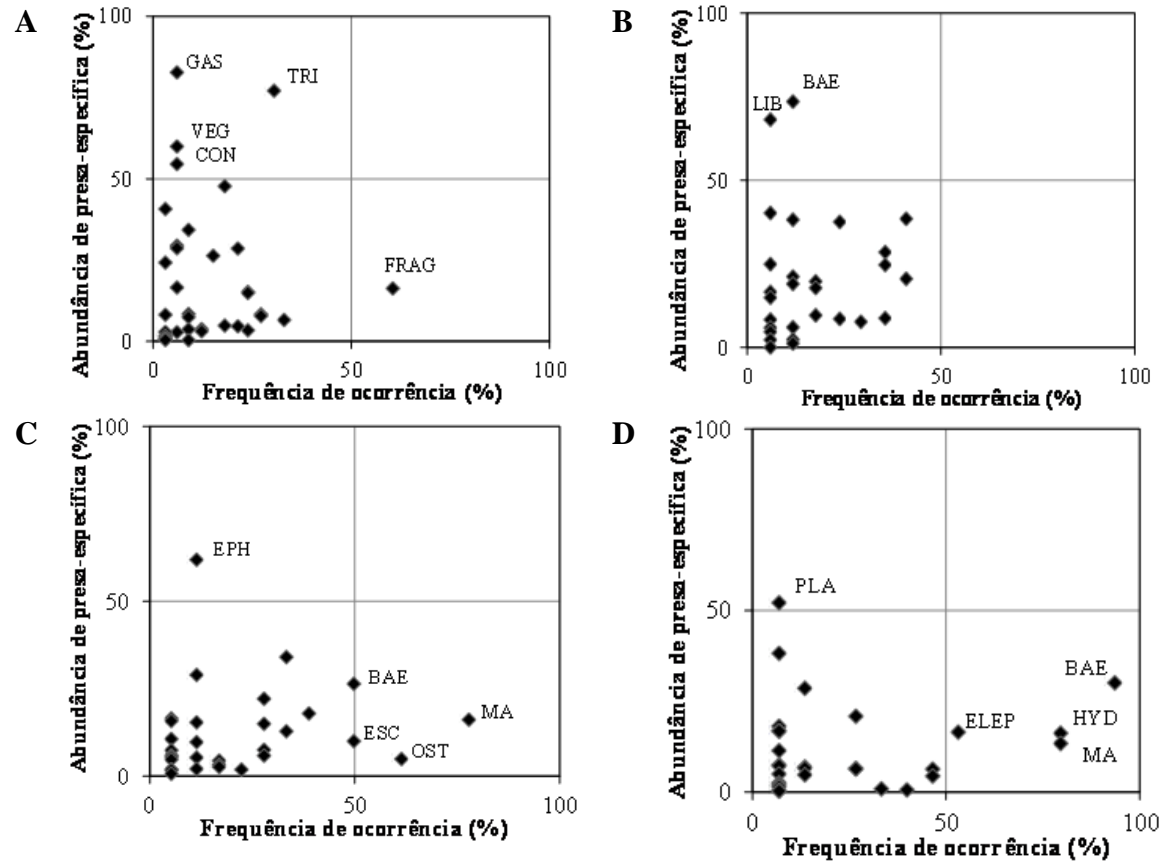 A
Abundância de presa-específica (%)
100
50
0
GAS
TRI
VEG
CON
FRAG
0
50
100
Frequência de ocorrência (%)
B
Abundância de presa-específica (%)
100
50
0
LIB
BAE
0
50
100
Frequência de ocorrência (%)
C
Abundância de presa-específica (%)
100
50
0
EPH
BAE
MA
ESC
OST
0
50
100
Frequência de ocorrência (%)
D
Abundância de presa-específica (%)
100
50
0
PLA
BAE
ELEP
HYD
MA
0
50
100
Frequência de ocorrência (%)